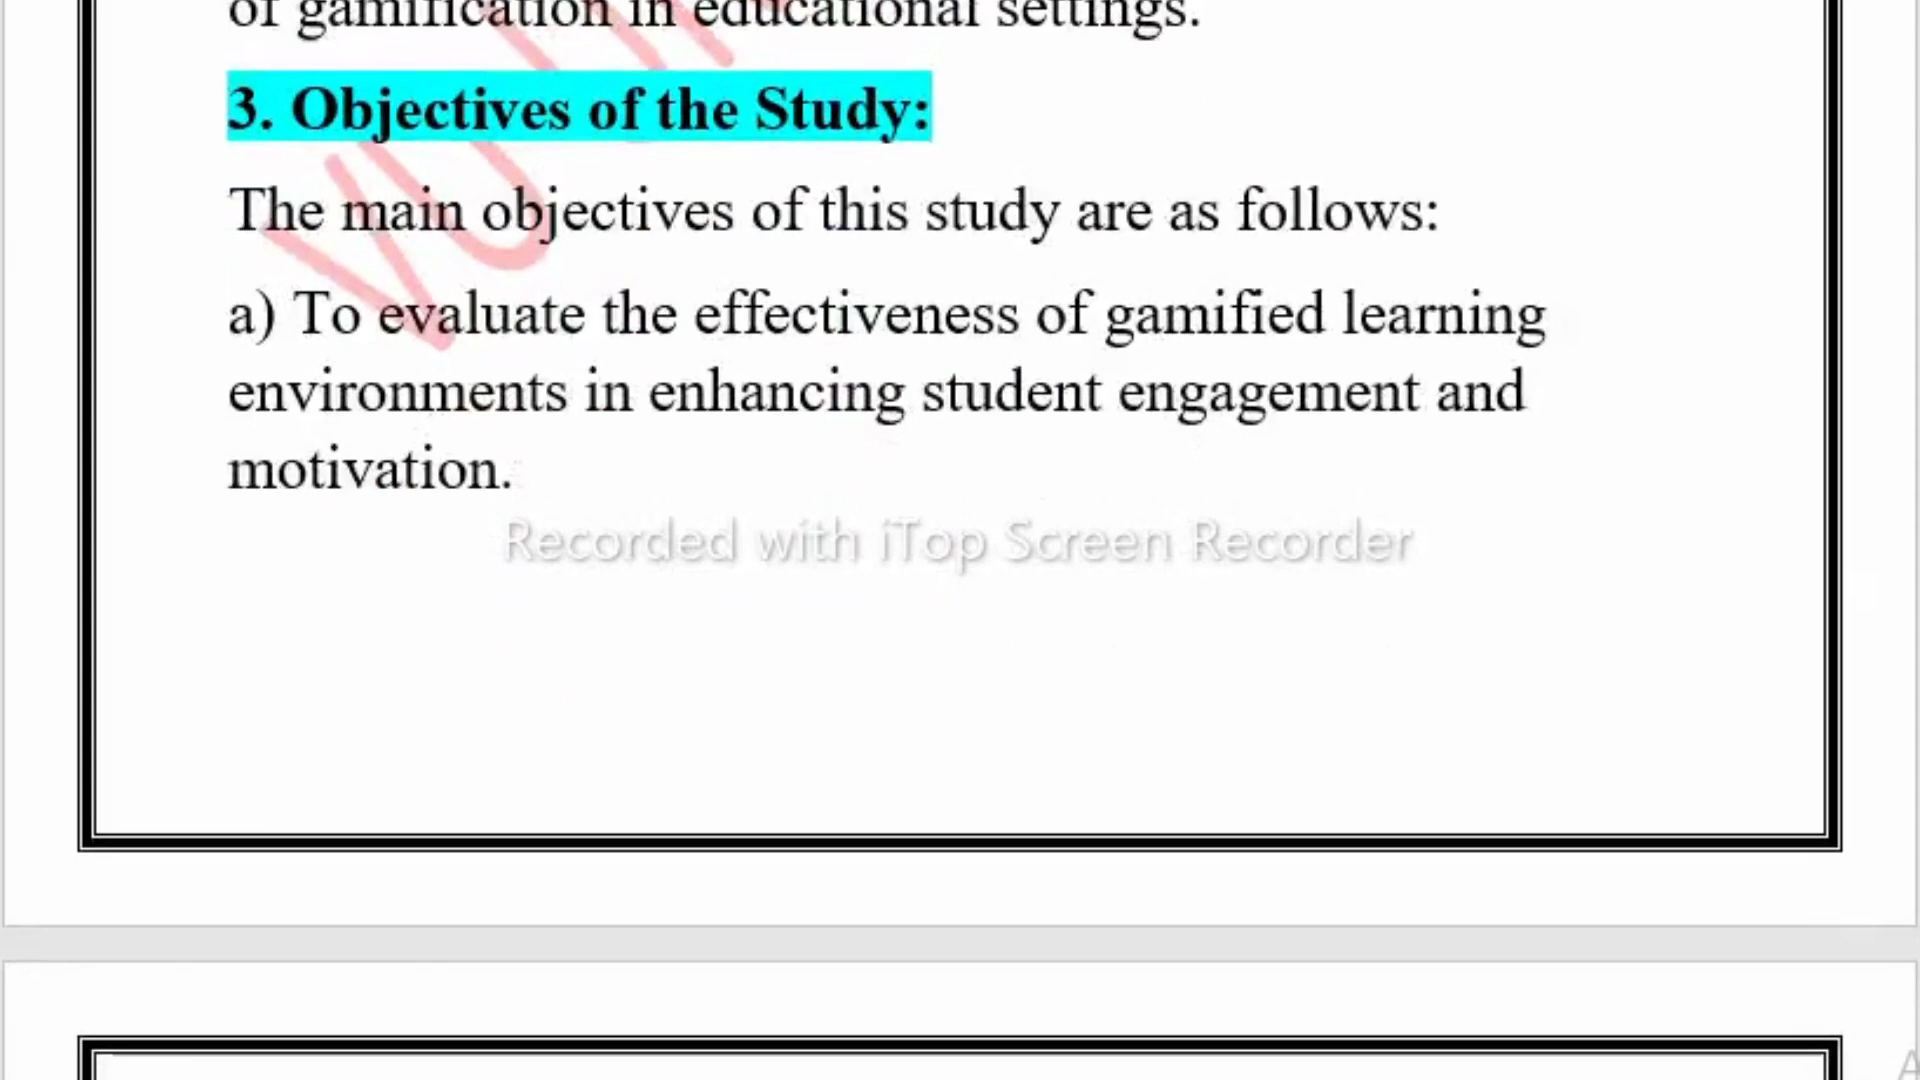 of gamification in educational settings.
3. Objectives of the Study:
The main objectives of this study are as follows:
a) To evaluate the effectiveness of gamified learning
environments in enhancing student engagement and
motivation.
Recorded with iTop Screen Recorder
VU